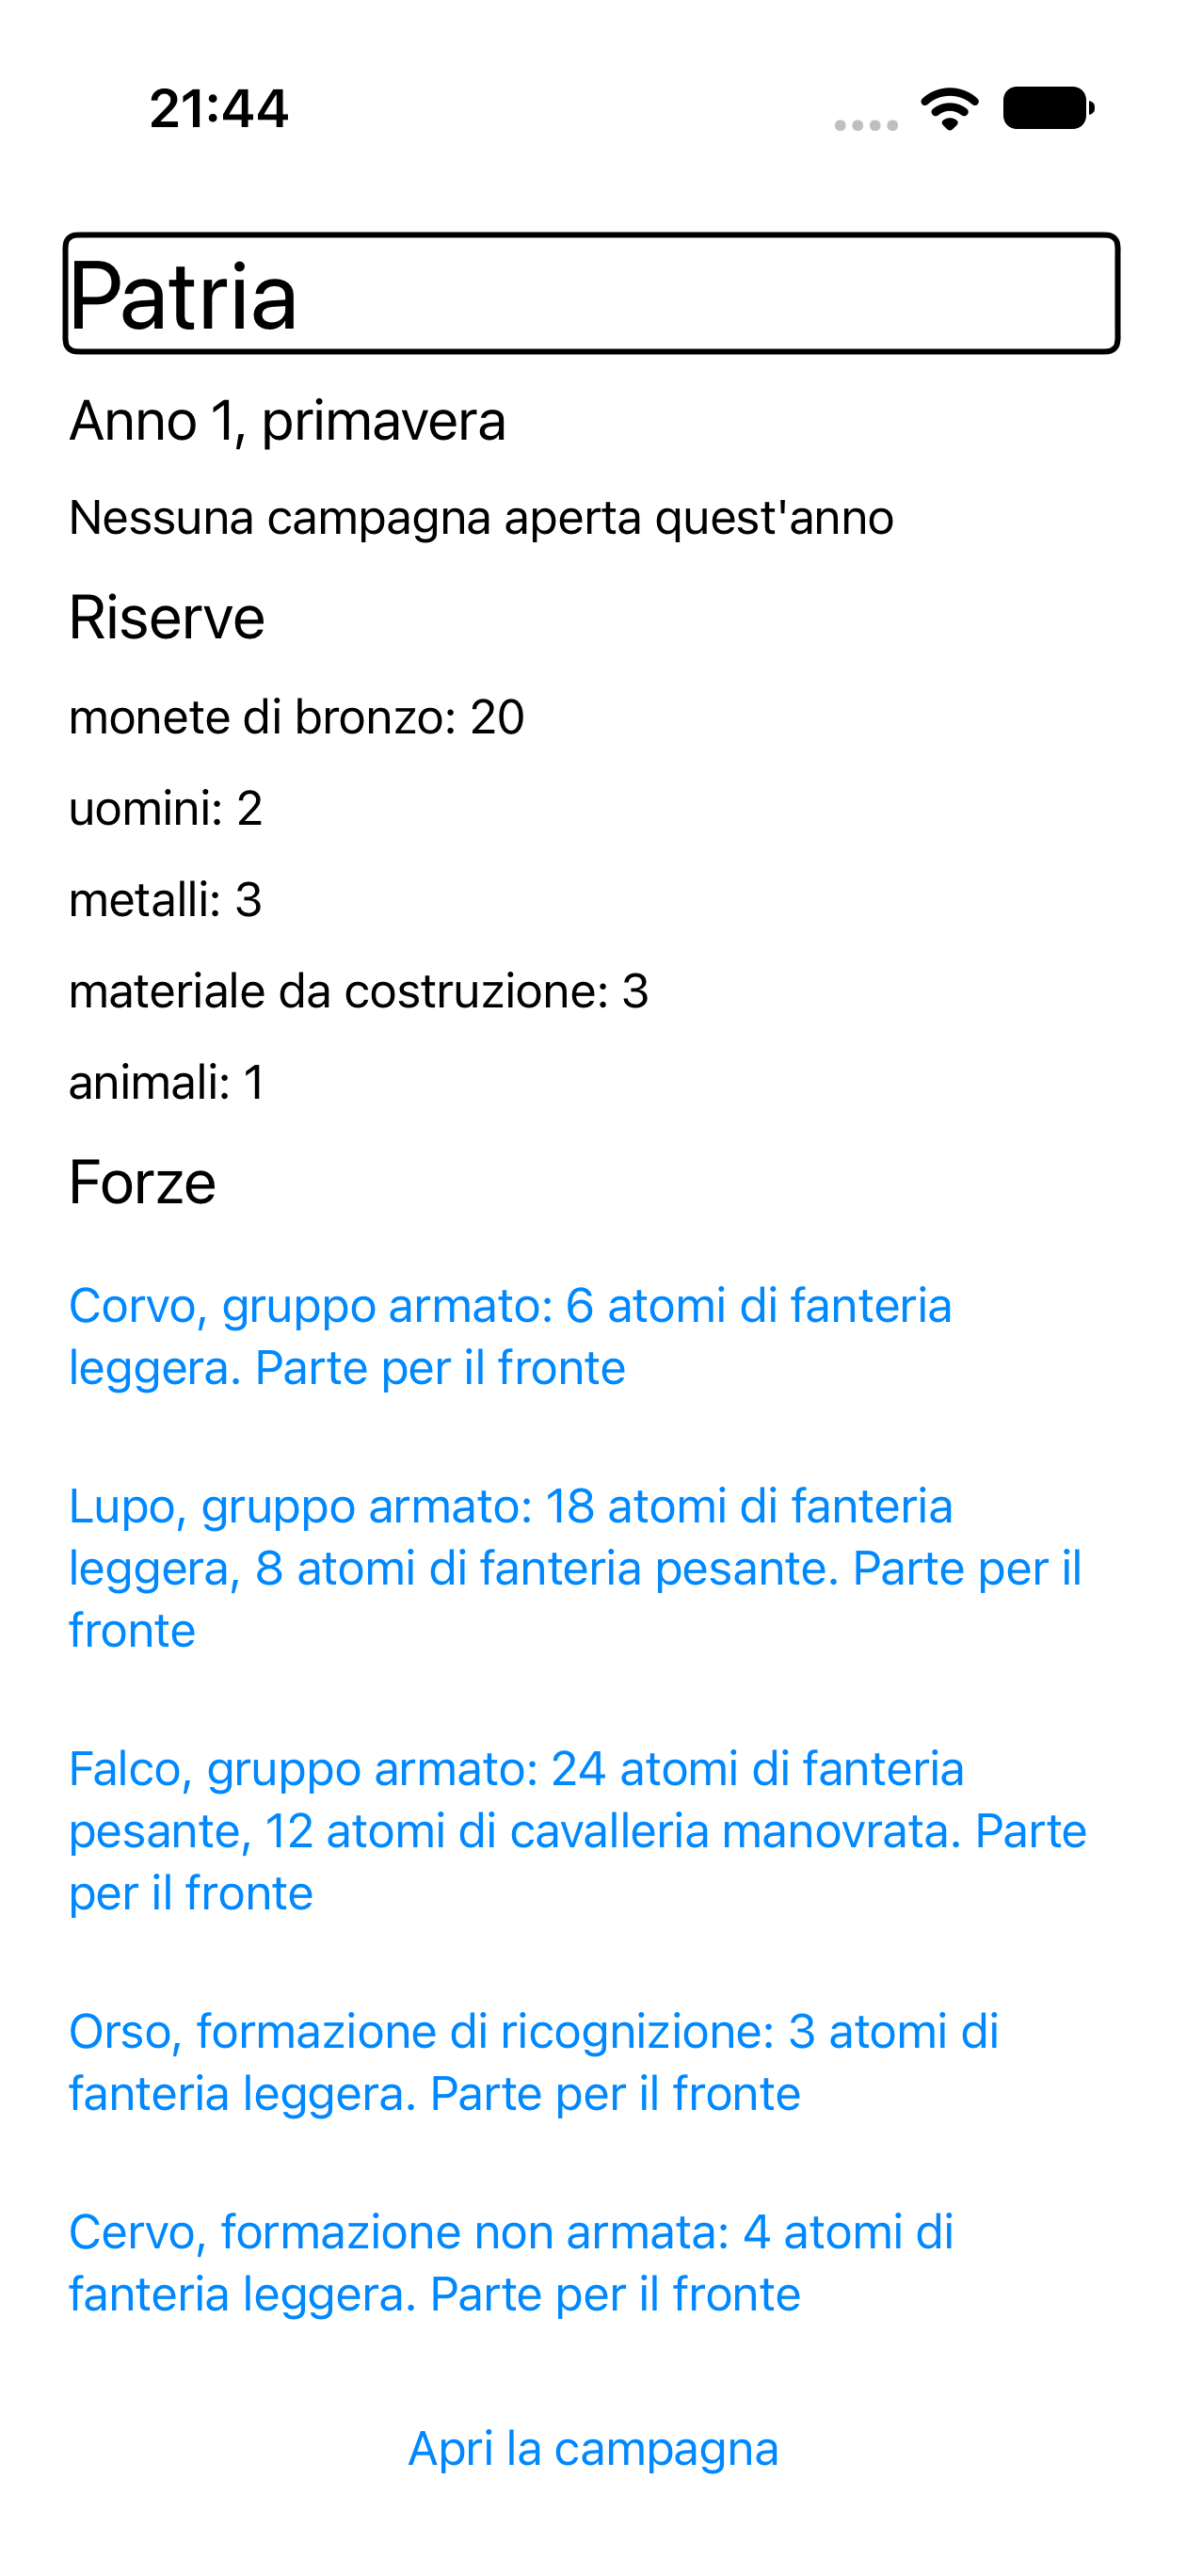 21:44
Patria
Anno 1, primavera
Nessuna campagna aperta quest'anno
Riserve
monete di bronzo: 20
uomini: 2
metalli: 3
materiale da costruzione: 3
animali: 1
Forze
Corvo, gruppo armato: 6 atomi di fanteria
leggera. Parte per il fronte
Lupo, gruppo armato: 18 atomi di fanteria
leggera, 8 atomi di fanteria pesante. Parte per il
fronte
Falco, gruppo armato: 24 atomi di fanteria
pesante, 12 atomi di cavalleria manovrata. Parte
per il fronte
Orso, formazione di ricognizione: 3 atomi di
fanteria leggera. Parte per il fronte
Cervo, formazione non armata: 4 atomi di
fanteria leggera. Parte per il fronte
Apri la campagna